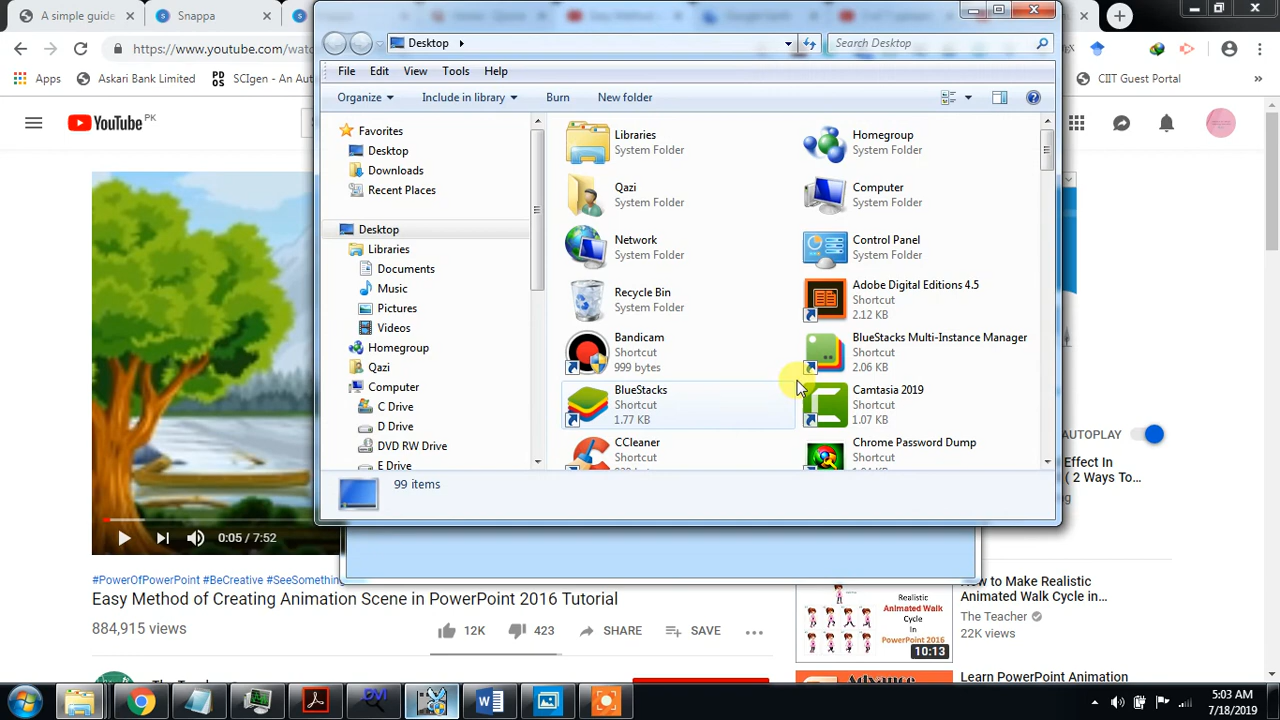 A simple guide
Snappa
https://www.youtube.com/watc
Apps
Askari Bank Limited
PD OS
SCIgen - An Aut
CIIT Guest Portal
»
YouTube PK
Desktop
Search Desktop
File Edit View Tools Help
Organize Include in library Burn New folder
Favorites
Desktop
Downloads
Recent Places
Desktop
Libraries
Documents
Music
Pictures
Videos
Homegroup
Qazi
Computer
C Drive
D Drive
DVD RW Drive
E Drive
Libraries
System Folder
Homegroup
System Folder
Qazi
System Folder
Computer
System Folder
Network
System Folder
Control Panel
System Folder
Recycle Bin
System Folder
Adobe Digital Editions 4.5
Shortcut
2.12 KB
Bandicam
Shortcut
999 bytes
BlueStacks Multi-Instance Manager
Shortcut
2.06 KB
BlueStacks
Shortcut
1.77 KB
Camtasia 2019
Shortcut
1.07 KB
CCleaner
Shortcut
Chrome Password Dump
Shortcut
99 items
0:05 / 7:52
#PowerOfPowerPoint #BeCreative #SeeSomething
Easy Method of Creating Animation Scene in PowerPoint 2016 Tutorial
884,915 views
12K 423 SHARE SAVE
AUTOPLAY
Effect In
( 2 Ways To...
How to Make Realistic
Animated Walk Cycle in...
The Teacher
22K views
Realistic
Animated Walk
Cycle
In
PowerPoint 2016
10:13
Learn PowerPoint Animation
Advance
5:03 AM
7/18/2019